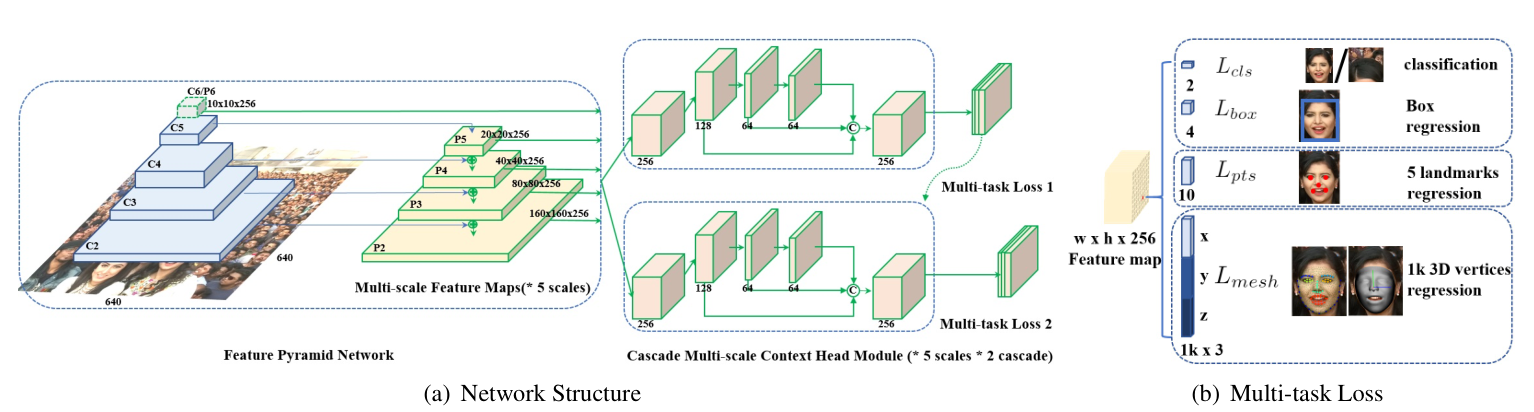 C6/P6
10x10x256
C5
C4
C3
C2
640
640
P5
20x20x256
P4
40x40x256
P3
80x80x256
P2
160x160x256
Multi-scale Feature Maps(* 5 scales)
Feature Pyramid Network
256
128
64
64
C
256
Multi-task Loss 1
256
128
64
64
C
256
Multi-task Loss 2
Cascade Multi-scale Context Head Module (* 5 scales * 2 cascade)
(a) Network Structure
w x h x 256
Feature map
2
L_cls
classification
4
L_box
Box
regression
10
L_pts
5 landmarks
regression
x
y
z
L_mesh
1k 3D vertices
regression
1k x 3
(b) Multi-task Loss